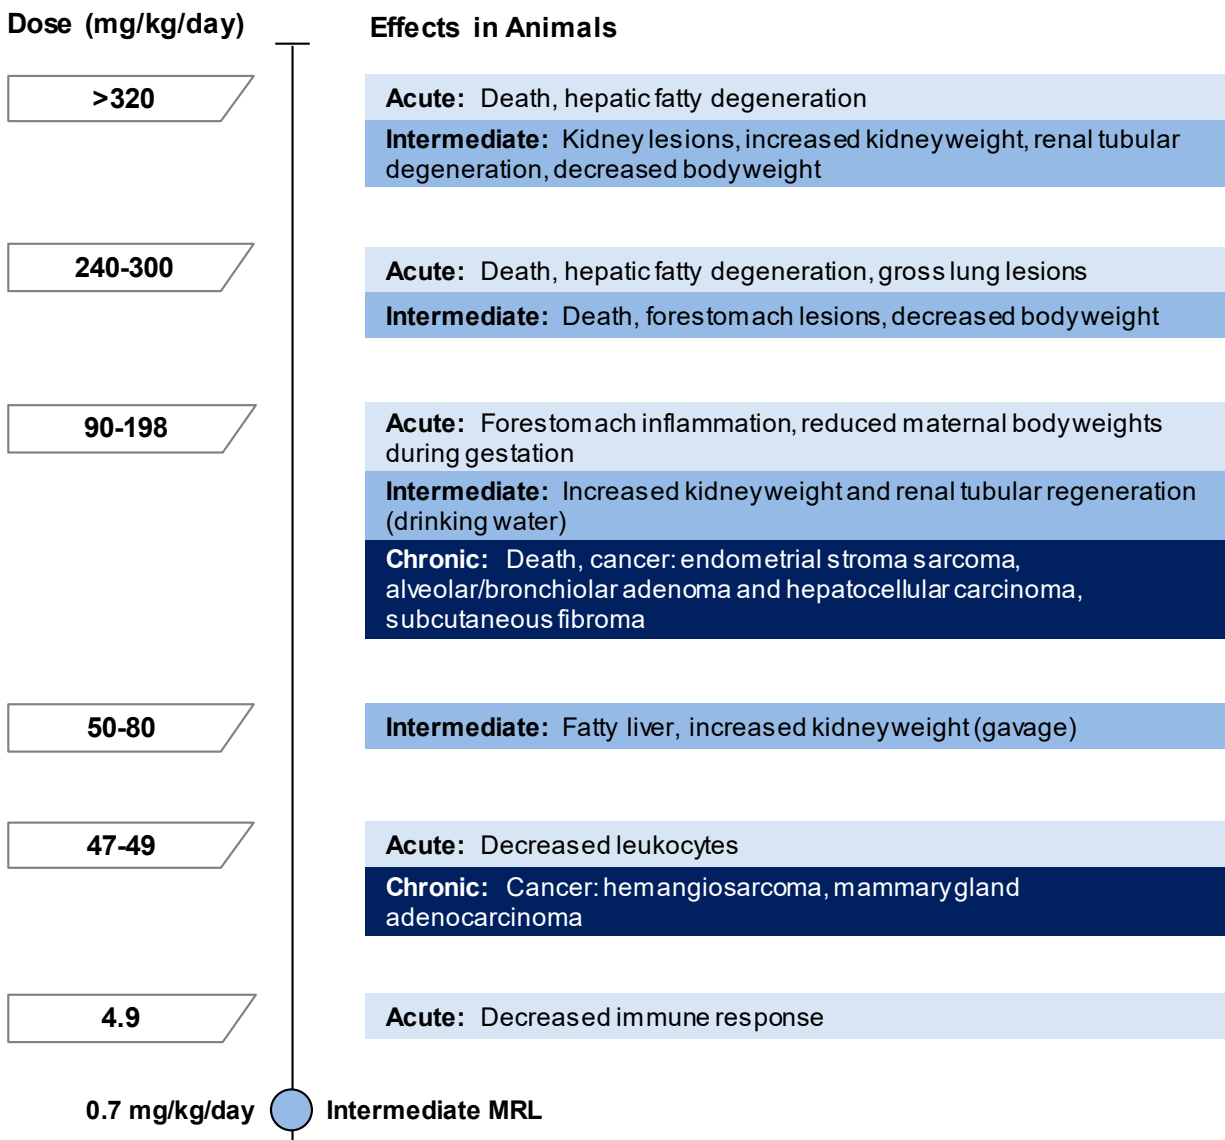 Dose (mg/kg/day) Effects in Animals
>320
Acute: Death, hepatic fatty degeneration
Intermediate: Kidney lesions, increased kidney weight, renal tubular
degeneration, decreased body weight
240-300
Acute: Death, hepatic fatty degeneration, gross lung lesions
Intermediate: Death, forestomach lesions, decreased body weight
90-198
Acute: Forestomach inflammation, reduced maternal body weights
during gestation
Intermediate: Increased kidney weight and renal tubular regeneration
(drinking water)
Chronic: Death, cancer: endometrial stroma sarcoma,
alveolar/bronchiolar adenoma and hepatocellular carcinoma,
subcutaneous fibroma
50-80
Intermediate: Fatty liver, increased kidney weight (gavage)
47-49
Acute: Decreased leukocytes
Chronic: Cancer: hemangiosarcoma, mammary gland
adenocarcinoma
4.9
Acute: Decreased immune response
0.7 mg/kg/day Intermediate MRL